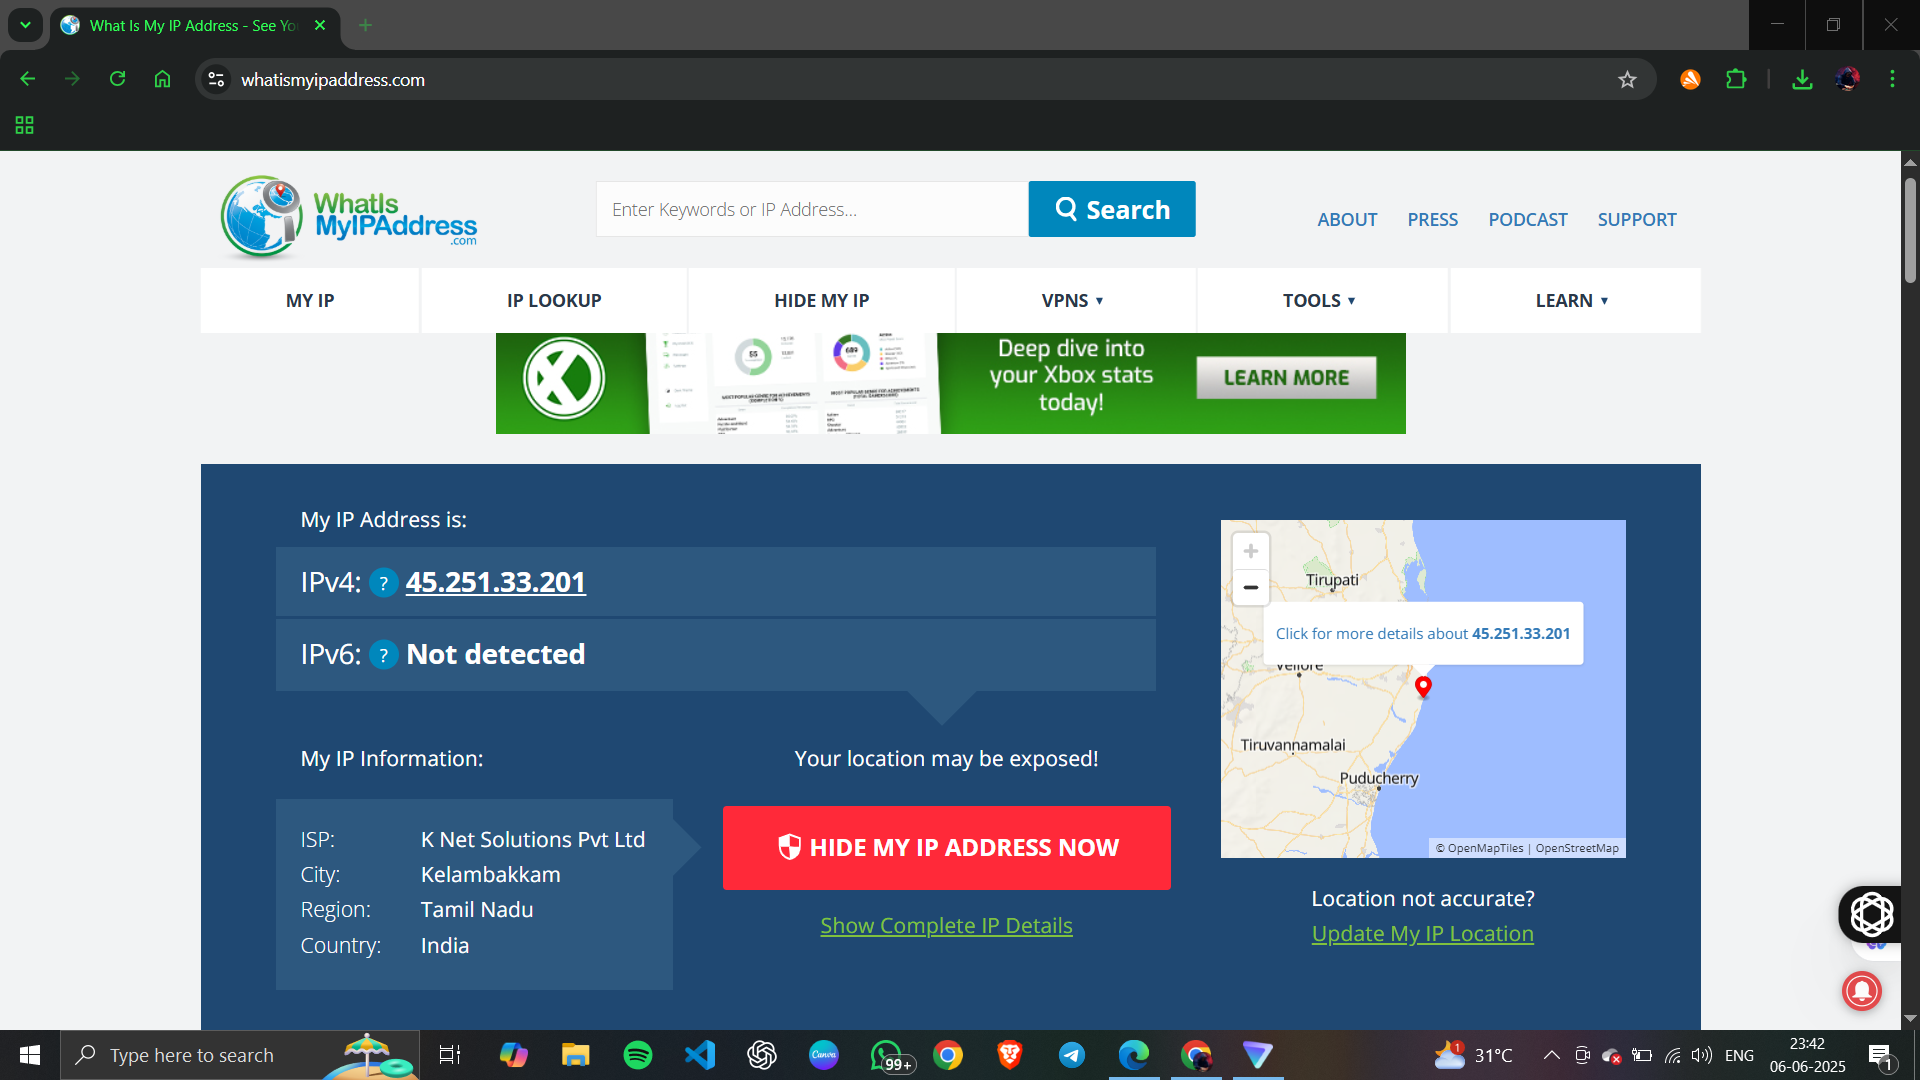 What Is My IP Address - See Yo
whatismyipaddress.com
WhatIs
MyIPAddress
.com
Enter Keywords or IP Address...
Search
ABOUT PRESS PODCAST SUPPORT
MY IP IP LOOKUP HIDE MY IP VPNS ▾ TOOLS ▾ LEARN ▾
Deep dive into
your Xbox stats
today!
LEARN MORE
My IP Address is:
IPv4: ? 45.251.33.201
IPv6: ? Not detected
My IP Information:
ISP: K Net Solutions Pvt Ltd
City: Kelambakkam
Region: Tamil Nadu
Country: India
Your location may be exposed!
HIDE MY IP ADDRESS NOW
Show Complete IP Details
+
−
Tirupati
Click for more details about 45.251.33.201
Vellore
Tiruvannamalai
Puducherry
© OpenMapTiles | OpenStreetMap
Location not accurate?
Update My IP Location
Type here to search
Canva
99+
1
31°C
ENG
23:42
06-06-2025
1